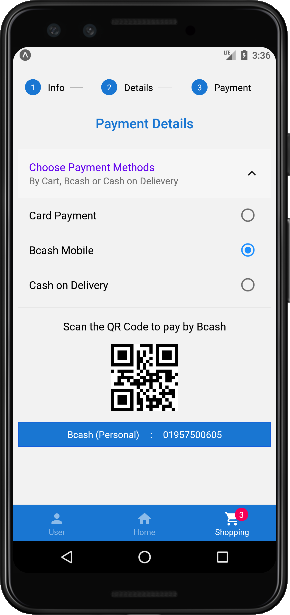 3:36
1 Info 2 Details 3 Payment
Payment Details
Choose Payment Methods
By Cart, Bcash or Cash on Delievery
Card Payment
Bcash Mobile
Cash on Delivery
Scan the QR Code to pay by Bcash
Bcash (Personal) : 01957500605
3
User Home Shopping